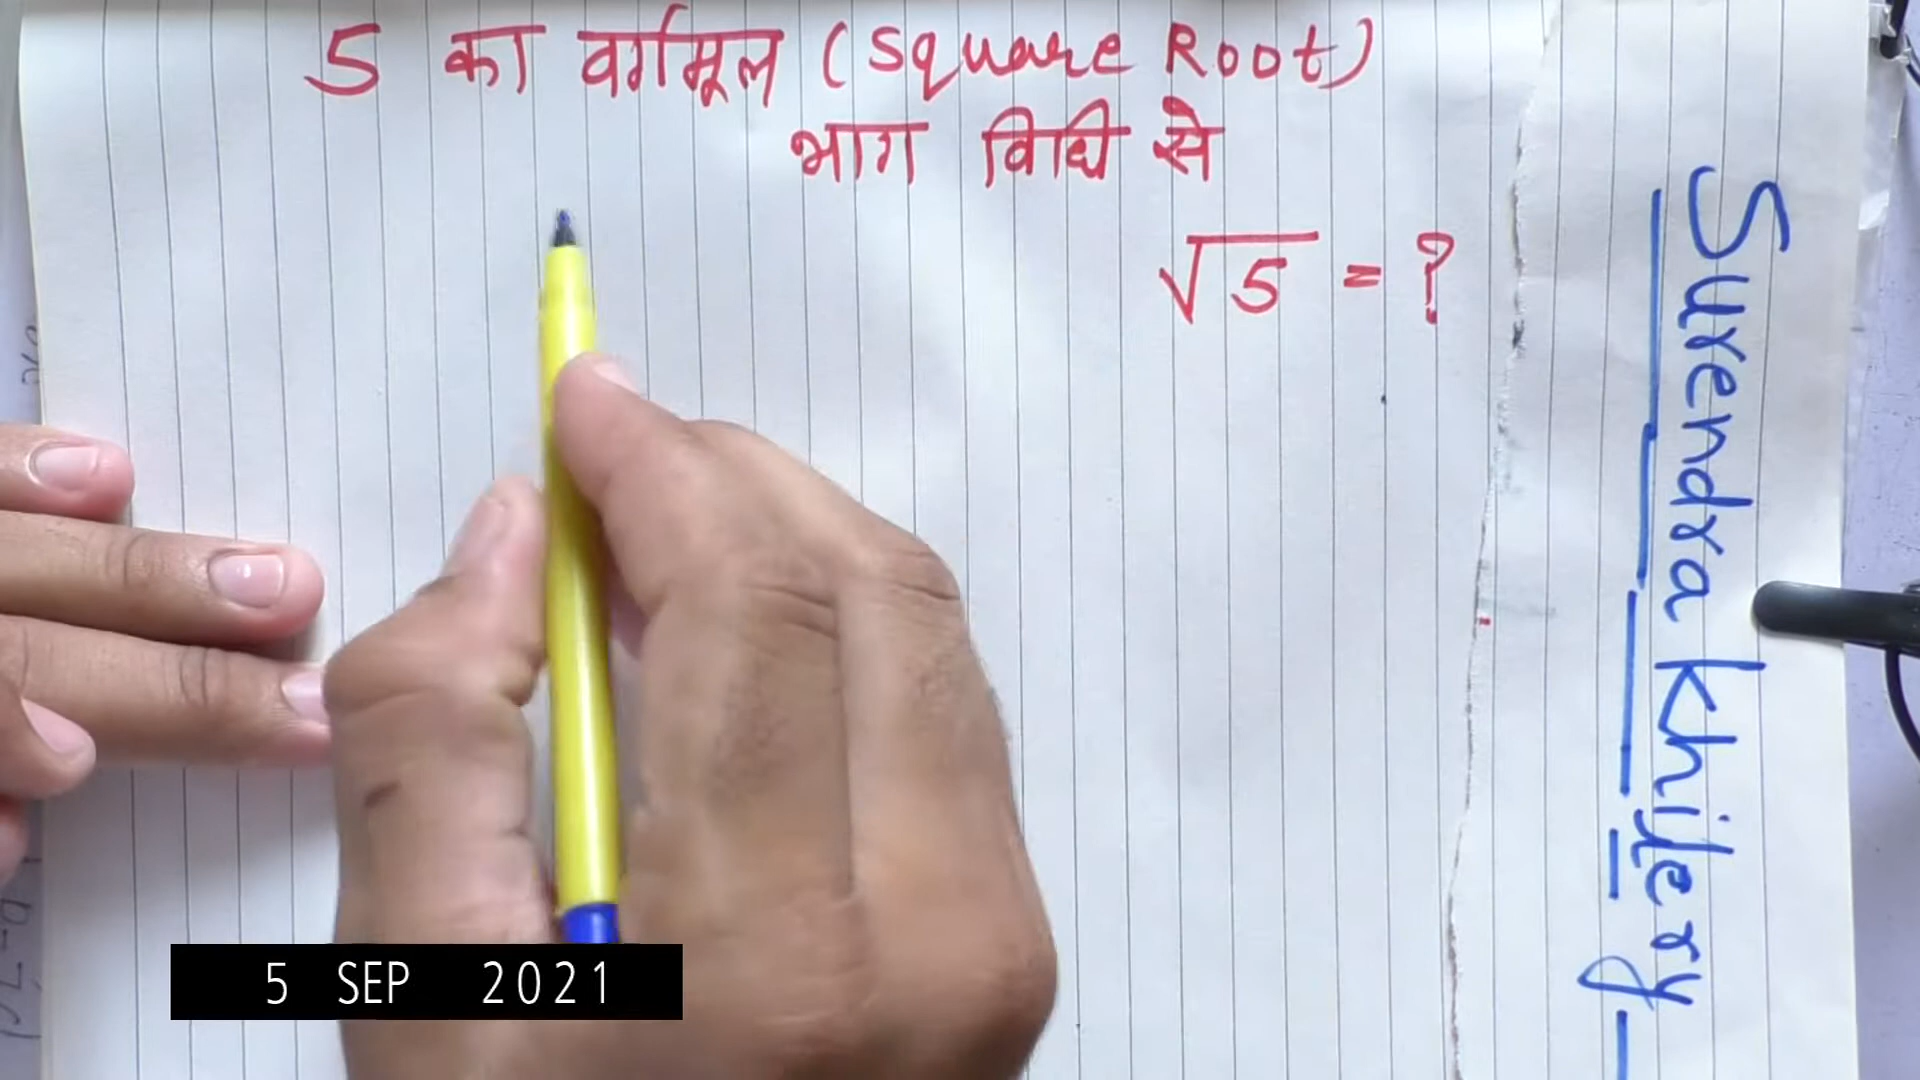 5 का वर्गमूल (Square Root)
भाग विधि से
√5 = ?
Surendra Khilery
5 SEP 2021